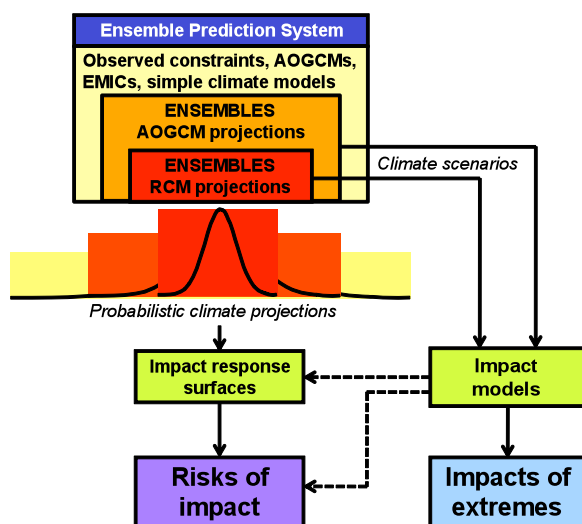 Ensemble Prediction System
Observed constraints, AOGCMs,
EMICs, simple climate models
ENSEMBLES
AOGCM projections
ENSEMBLES
RCM projections
Climate scenarios
Probabilistic climate projections
Impact response
surfaces
Impact
models
Risks of
impact
Impacts of
extremes